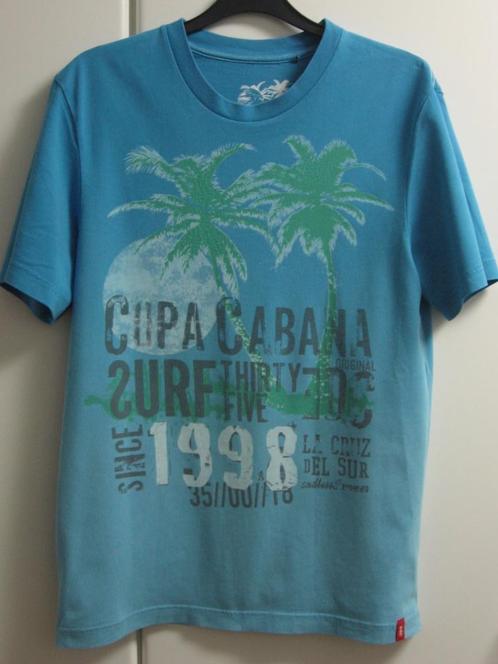 CUPA CABANA
ORIGINAL
SURF THIRTY FIVE
SINCE 1998
LA CRUZ
DEL SUR
35//00//18